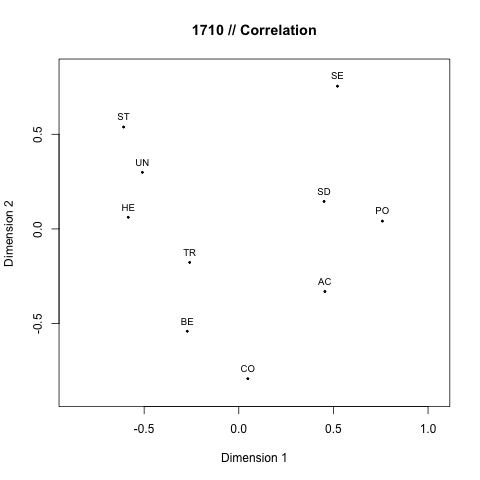 1710 // Correlation
SE
ST
UN
SD
HE
PO
TR
AC
BE
CO
0.5
0.0
-0.5
Dimension 2
-0.5 0.0 0.5 1.0
Dimension 1